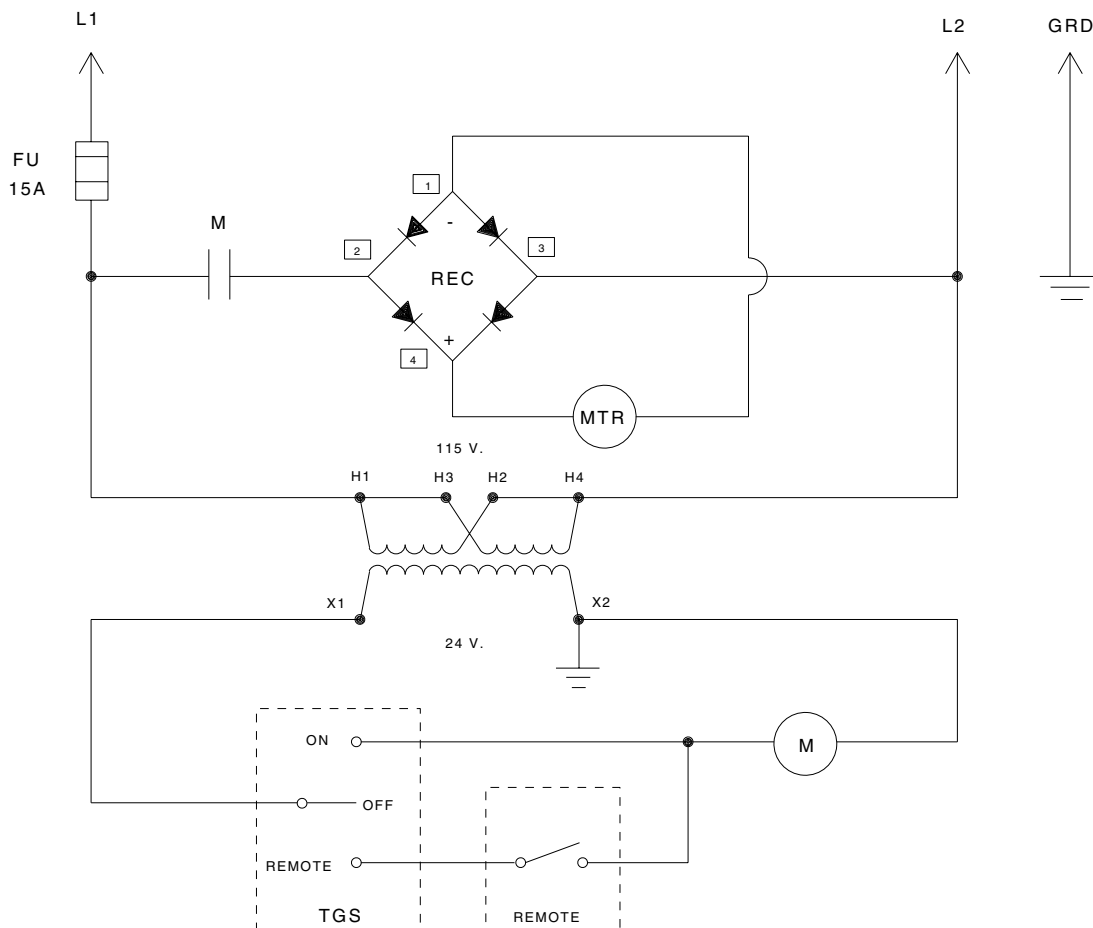 L1
L2
GRD
FU
15A
1
M
-
2
3
REC
+
4
MTR
115 V.
H1
H3
H2
H4
X1
X2
24 V.
ON
M
OFF
REMOTE
TGS
REMOTE